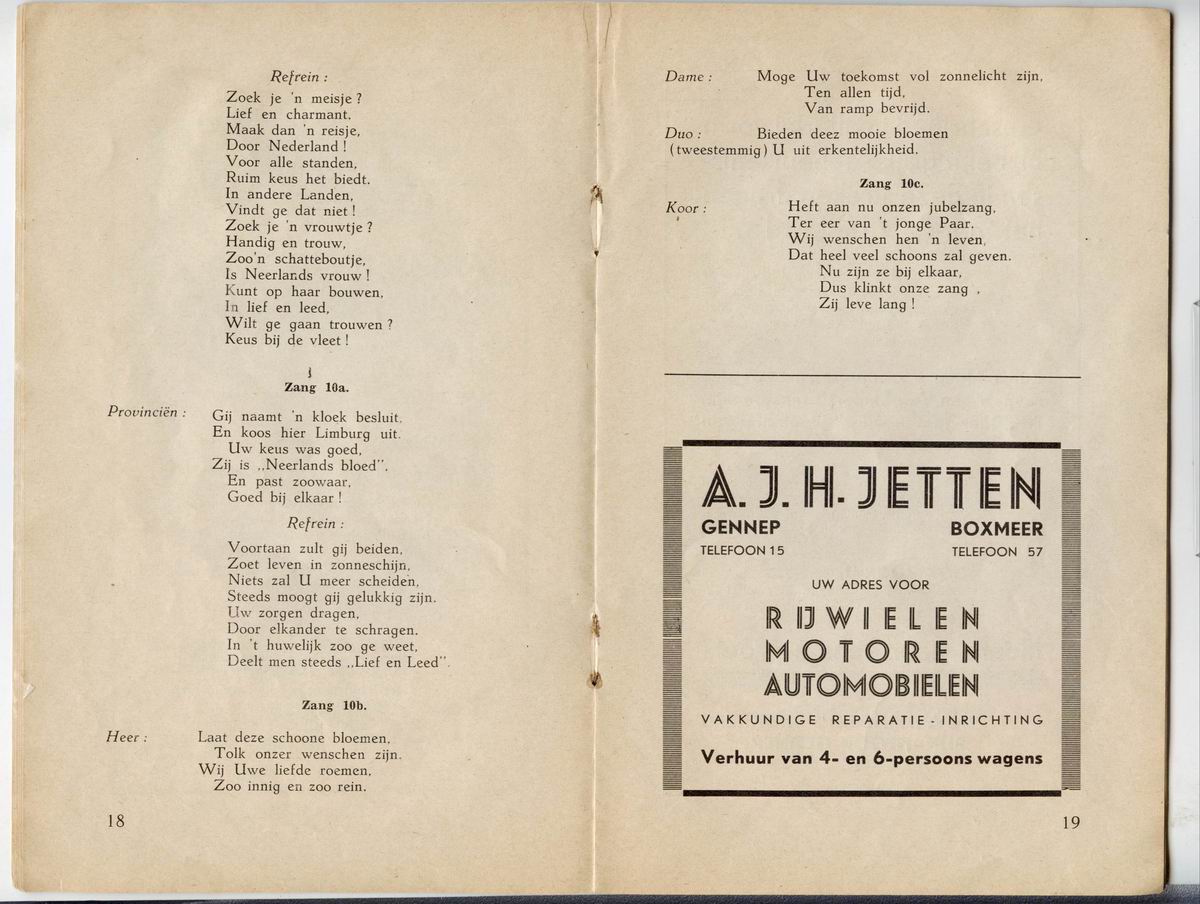 Refrein :
Zoek je 'n meisje ?
Lief en charmant,
Maak dan 'n reisje,
Door Nederland !
Voor alle standen,
Ruim keus het biedt.
In andere Landen,
Vindt ge dat niet !
Zoek je 'n vrouwtje ?
Handig en trouw,
Zoo'n schatteboutje,
Is Neerlands vrouw !
Kunt op haar bouwen,
In lief en leed,
Wilt ge gaan trouwen ?
Keus bij de vleet !
Zang 10a.
Provinciën : Gij naamt 'n kloek besluit,
En koos hier Limburg uit.
Uw keus was goed,
Zij is „Neerlands bloed",
En past zoowaar,
Goed bij elkaar !
Refrein :
Voortaan zult gij beiden,
Zoet leven in zonneschijn,
Niets zal U meer scheiden,
Steeds moogt gij gelukkig zijn.
Uw zorgen dragen,
Door elkander te schragen.
In 't huwelijk zoo ge weet,
Deelt men steeds „Lief en Leed".
Zang 10b.
Heer : Laat deze schoone bloemen,
Tolk onzer wenschen zijn.
Wij Uwe liefde roemen,
Zoo innig en zoo rein.
18
Dame : Moge Uw toekomst vol zonnelicht zijn,
Ten allen tijd,
Van ramp bevrijd.
Duo : Bieden deez mooie bloemen
(tweestemmig) U uit erkentelijkheid.
Zang 10c.
Koor : Heft aan nu onzen jubelzang,
Ter eer van 't jonge Paar.
Wij wenschen hen 'n leven,
Dat heel veel schoons zal geven.
Nu zijn ze bij elkaar,
Dus klinkt onze zang ,
Zij leve lang !
A. J. H. JETTEN
GENNEP BOXMEER
TELEFOON 15 TELEFOON 57
UW ADRES VOOR
RIJWIELEN
MOTOREN
AUTOMOBIELEN
VAKKUNDIGE REPARATIE - INRICHTING
Verhuur van 4- en 6-persoons wagens
19